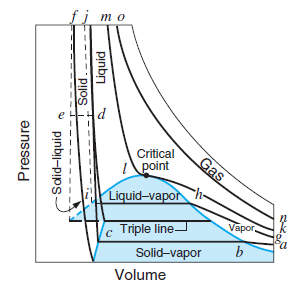 f j m o
Solid
Liquid
e
d
Pressure
Solid–liquid
l
Critical
point
Gas
i
Liquid–vapor
h
n
k
g
a
c
Triple line
Vapor
Solid–vapor
b
Volume